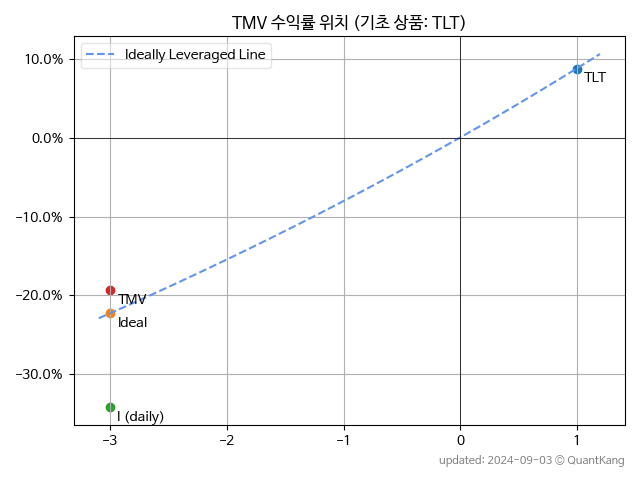 TMV 수익률 위치 (기초 상품: TLT)
Ideally Leveraged Line
10.0%
0.0%
−10.0%
−20.0%
−30.0%
TLT
TMV
Ideal
I (daily)
−3
−2
−1
0
1
updated: 2024-09-03 © QuantKang